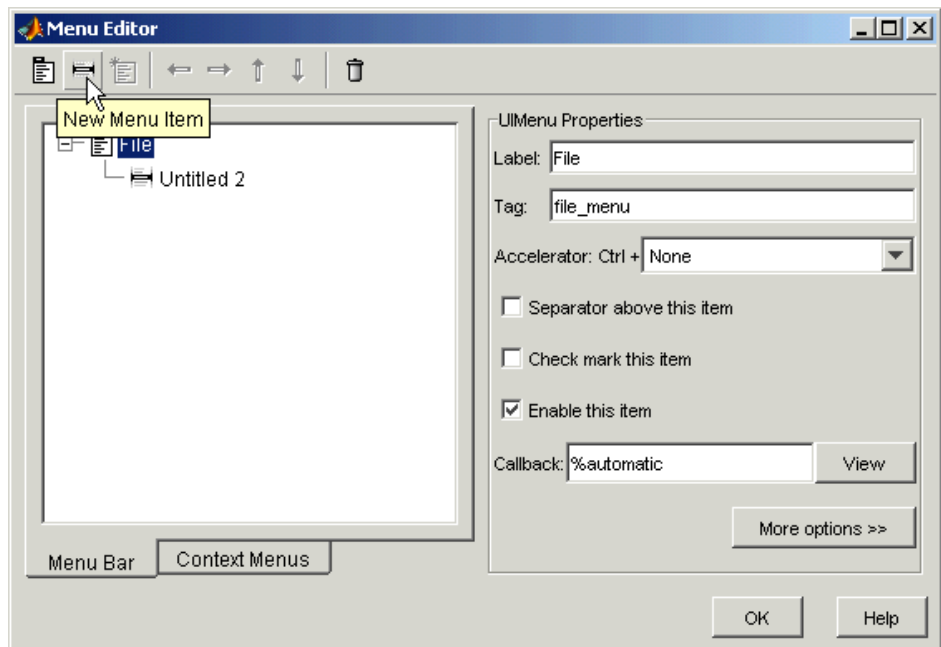 Menu Editor
New Menu Item
File
Untitled 2
Menu Bar
Context Menus
UIMenu Properties
Label: File
Tag: file_menu
Accelerator: Ctrl + None
Separator above this item
Check mark this item
Enable this item
Callback: %automatic View
More options >>
OK Help